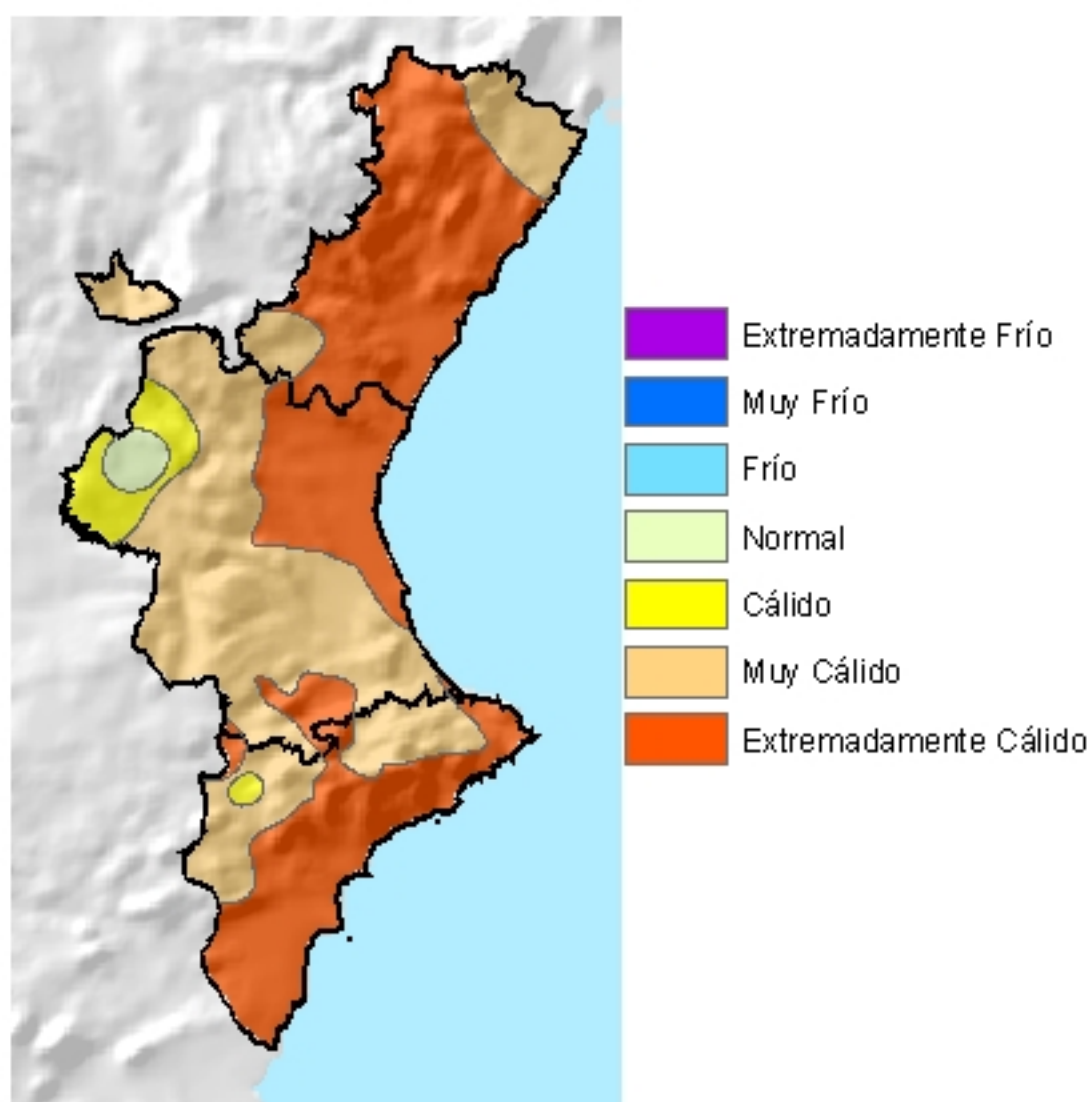 Extremadamente Frío
Muy Frío
Frío
Normal
Cálido
Muy Cálido
Extremadamente Cálido